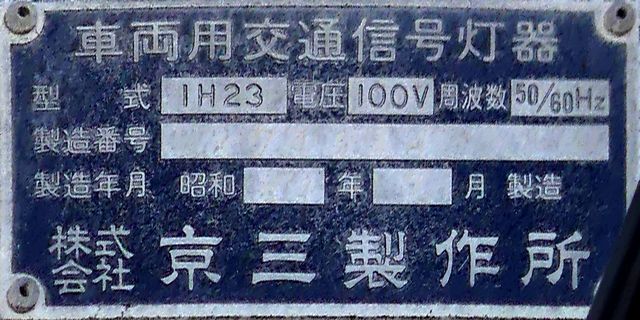 車両用交通信号灯器
型式 1H23 電圧 100V 周波数 50/60Hz
製造番号
製造年月 昭和 年 月 製造
株式会社 京三製作所